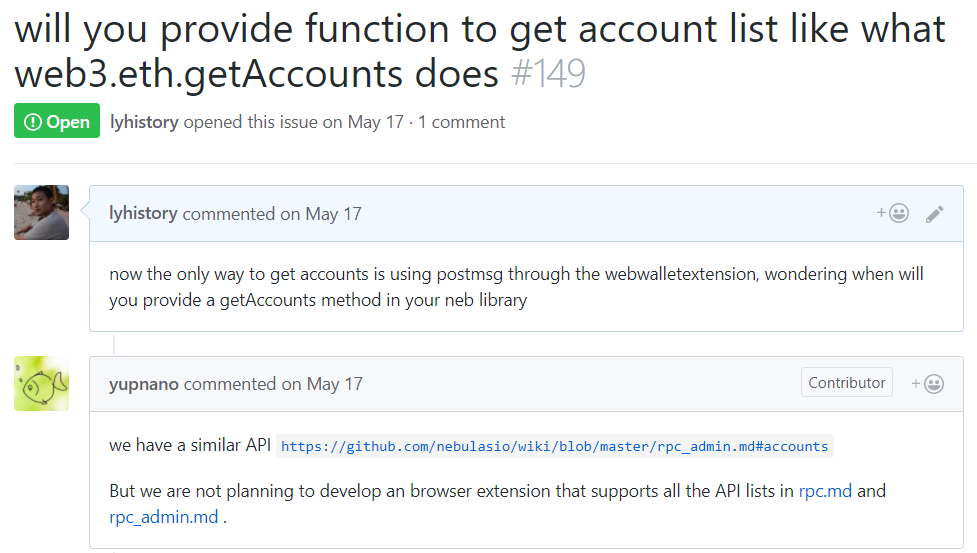 will you provide function to get account list like what
web3.eth.getAccounts does #149
Open lyhistory opened this issue on May 17 · 1 comment
lyhistory commented on May 17
now the only way to get accounts is using postmsg through the webwalletextension, wondering when will
you provide a getAccounts method in your neb library
yupnano commented on May 17 Contributor
we have a similar API https://github.com/nebulasio/wiki/blob/master/rpc_admin.md#accounts
But we are not planning to develop an browser extension that supports all the API lists in rpc.md and
rpc_admin.md .